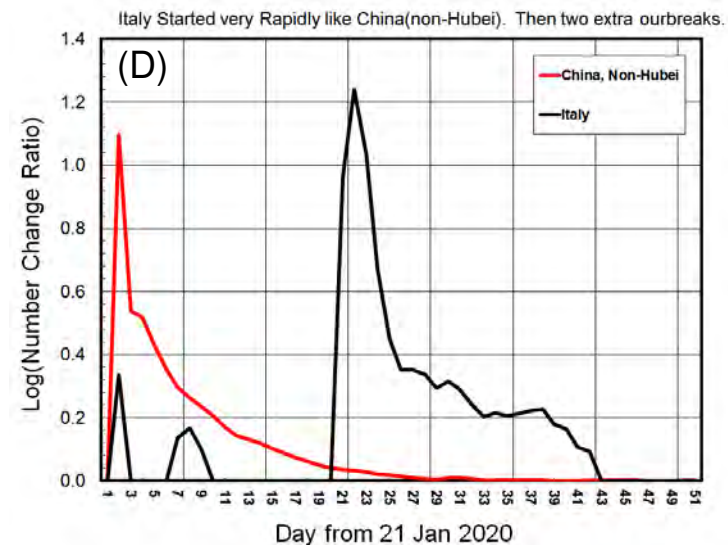 Italy Started very Rapidly like China(non-Hubei). Then two extra ourbreaks.
(D)
China, Non-Hubei
Italy
Log(Number Change Ratio)
1.4
1.2
1.0
0.8
0.6
0.4
0.2
0.0
1 3 5 7 9 11 13 15 17 19 21 23 25 27 29 31 33 35 37 39 41 43 45 47 49 51
Day from 21 Jan 2020